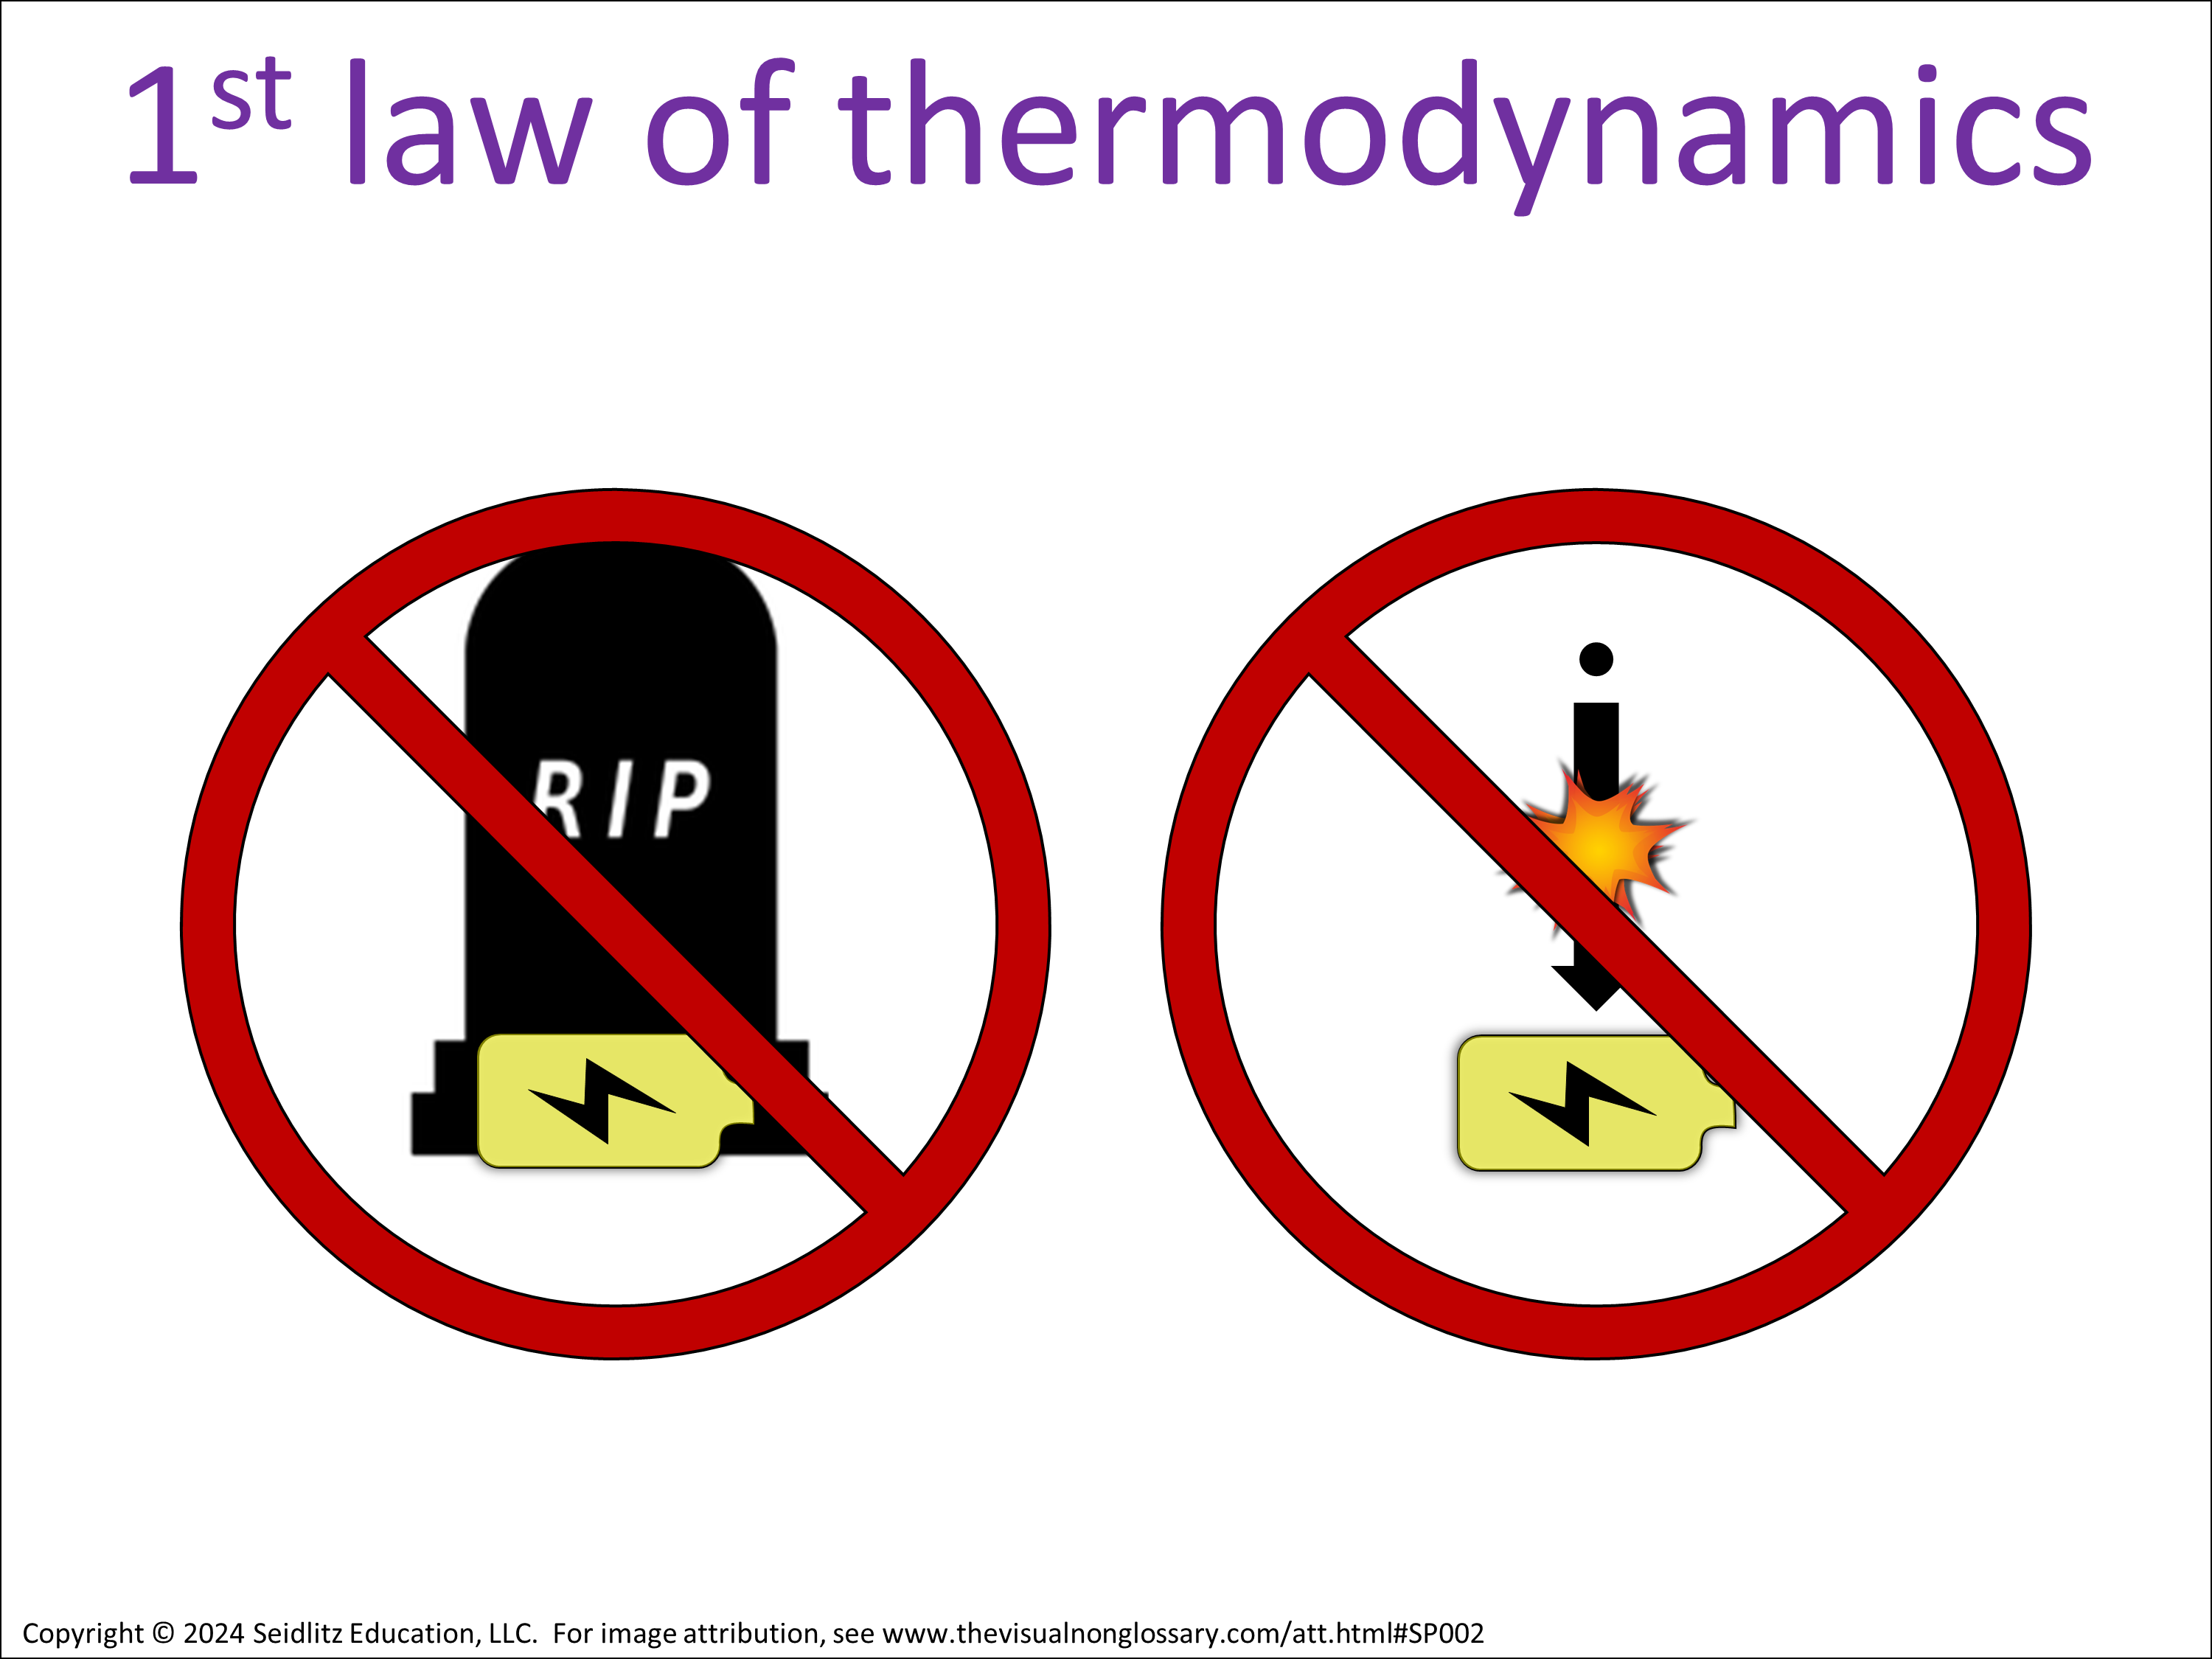 1st law of thermodynamics
RIP
Copyright © 2024 Seidlitz Education, LLC.  For image attribution, see www.thevisualnonglossary.com/att.html#SP002